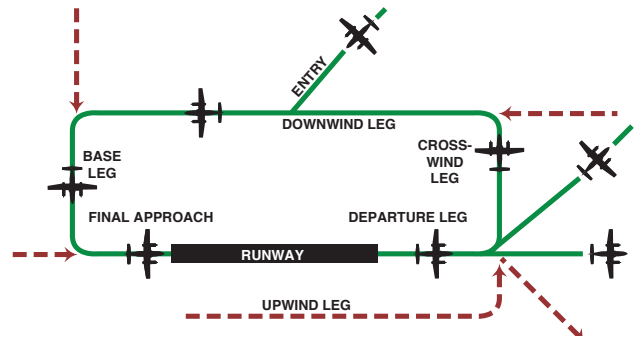 ENTRY
DOWNWIND LEG
CROSS-
WIND
LEG
BASE
LEG
FINAL APPROACH
DEPARTURE LEG
RUNWAY
UPWIND LEG